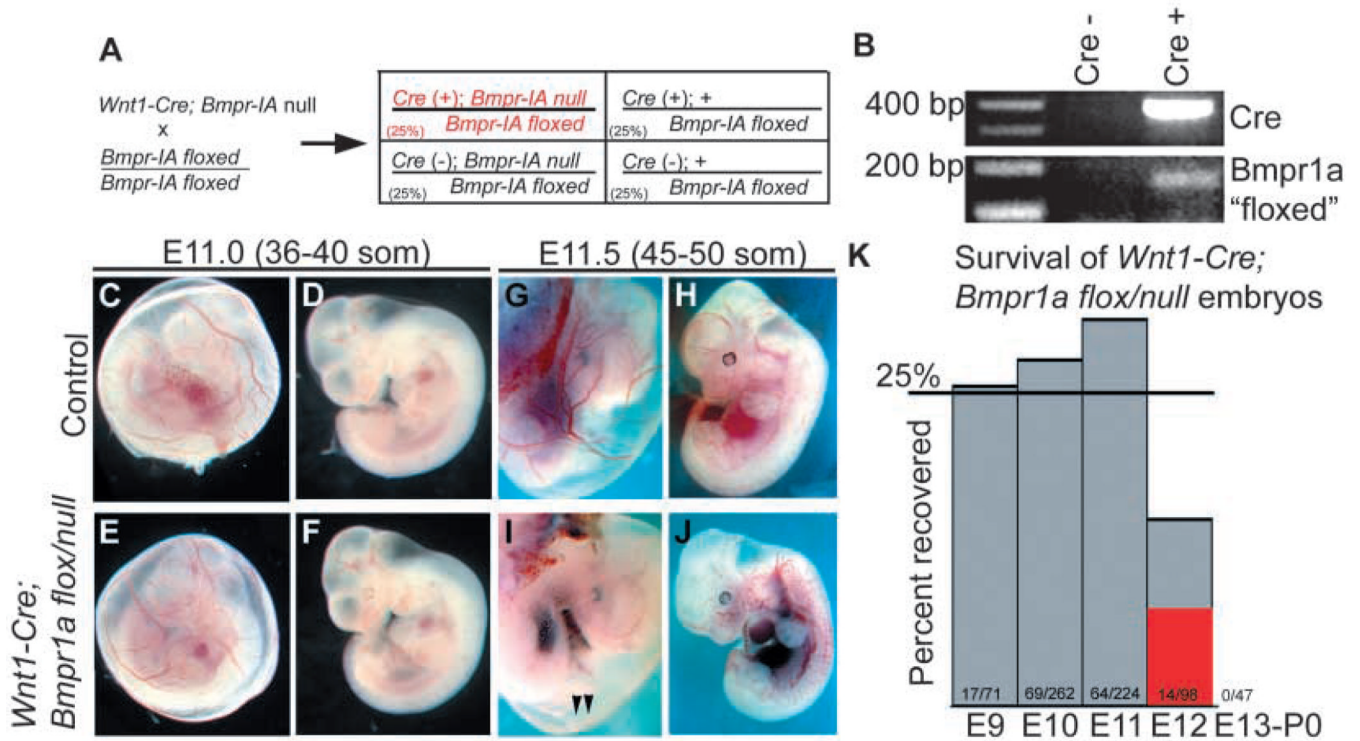 A
Wnt1-Cre; Bmpr-IA null
x
Bmpr-IA floxed
Bmpr-IA floxed
Cre (+); Bmpr-IA null
(25%) Bmpr-IA floxed
Cre (+); +
(25%) Bmpr-IA floxed
Cre (-); Bmpr-IA null
(25%) Bmpr-IA floxed
Cre (-); +
(25%) Bmpr-IA floxed
B
Cre -
Cre +
400 bp
Cre
200 bp
Bmpr1a
“floxed”
E11.0 (36-40 som)
E11.5 (45-50 som)
Control
C
D
G
H
Wnt1-Cre;
Bmpr1a flox/null
E
F
I
J
K
Survival of Wnt1-Cre;
Bmpr1a flox/null embryos
25%
Percent recovered
17/71
69/262
64/224
14/98
0/47
E9
E10
E11
E12
E13-P0